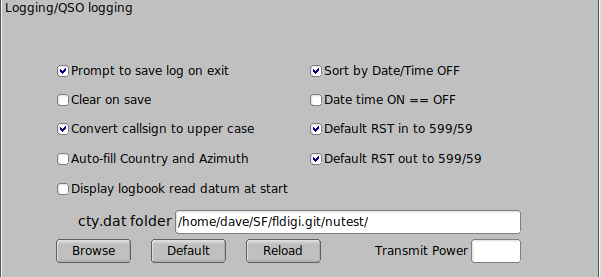 Logging/QSO logging
Prompt to save log on exit
Sort by Date/Time OFF
Clear on save
Date time ON == OFF
Convert callsign to upper case
Default RST in to 599/59
Auto-fill Country and Azimuth
Default RST out to 599/59
Display logbook read datum at start
cty.dat folder /home/dave/SF/fldigi.git/nutest/
Browse Default Reload Transmit Power